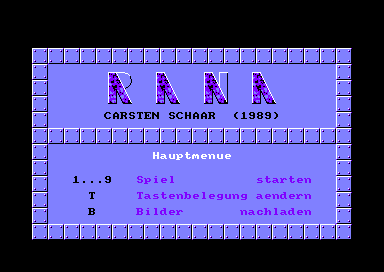 RANA
CARSTEN SCHAAR (1989)
Hauptmenue
1...9 Spiel starten
T Tastenbelegung aendern
B Bilder nachladen